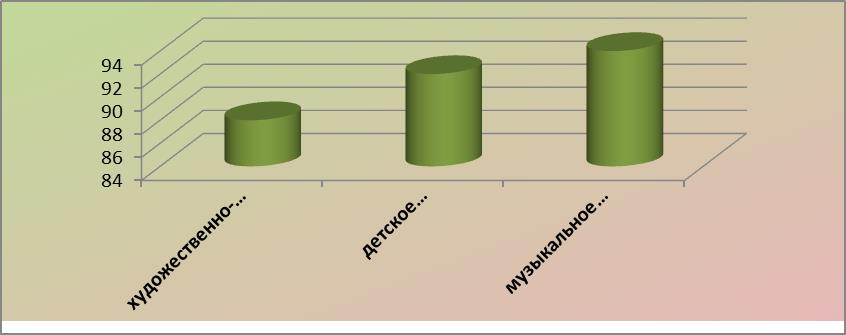 94
92
90
88
86
84
художественно-...
детское...
музыкальное...